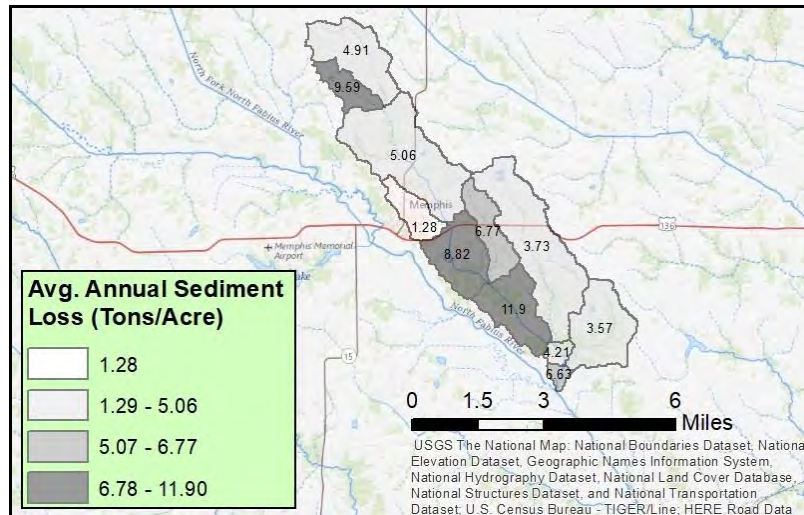 4.91
9.59
North Fork North Fabius River
5.06
Memphis
1.28
6.77
136
3.73
Memphis Memorial
Airport
8.82
11.9
North Fabius River
3.57
4.21
6.63
15
Avg. Annual Sediment
Loss (Tons/Acre)
1.28
1.29 - 5.06
5.07 - 6.77
6.78 - 11.90
0 1.5 3 6
Miles
USGS The National Map: National Boundaries Dataset, National
Elevation Dataset, Geographic Names Information System,
National Hydrography Dataset, National Land Cover Database,
National Structures Dataset, and National Transportation
Dataset; U.S. Census Bureau - TIGER/Line; HERE Road Data